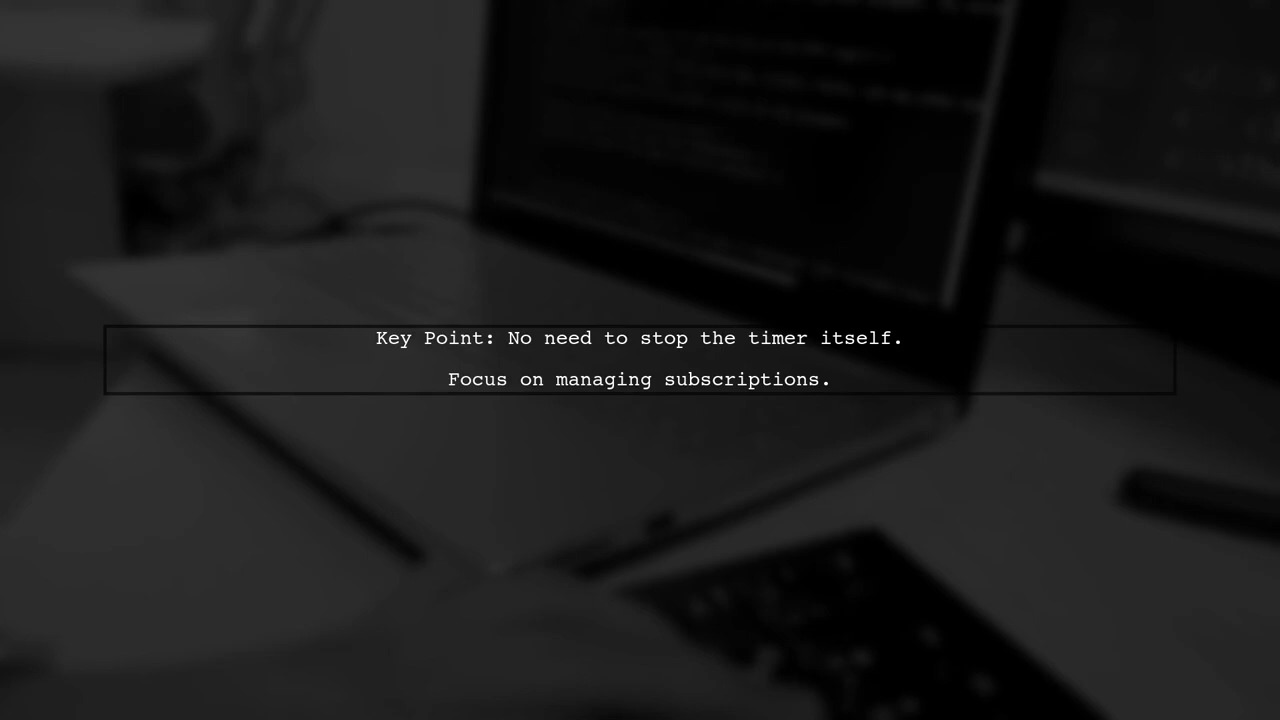 Key Point: No need to stop the timer itself.
Focus on managing subscriptions.